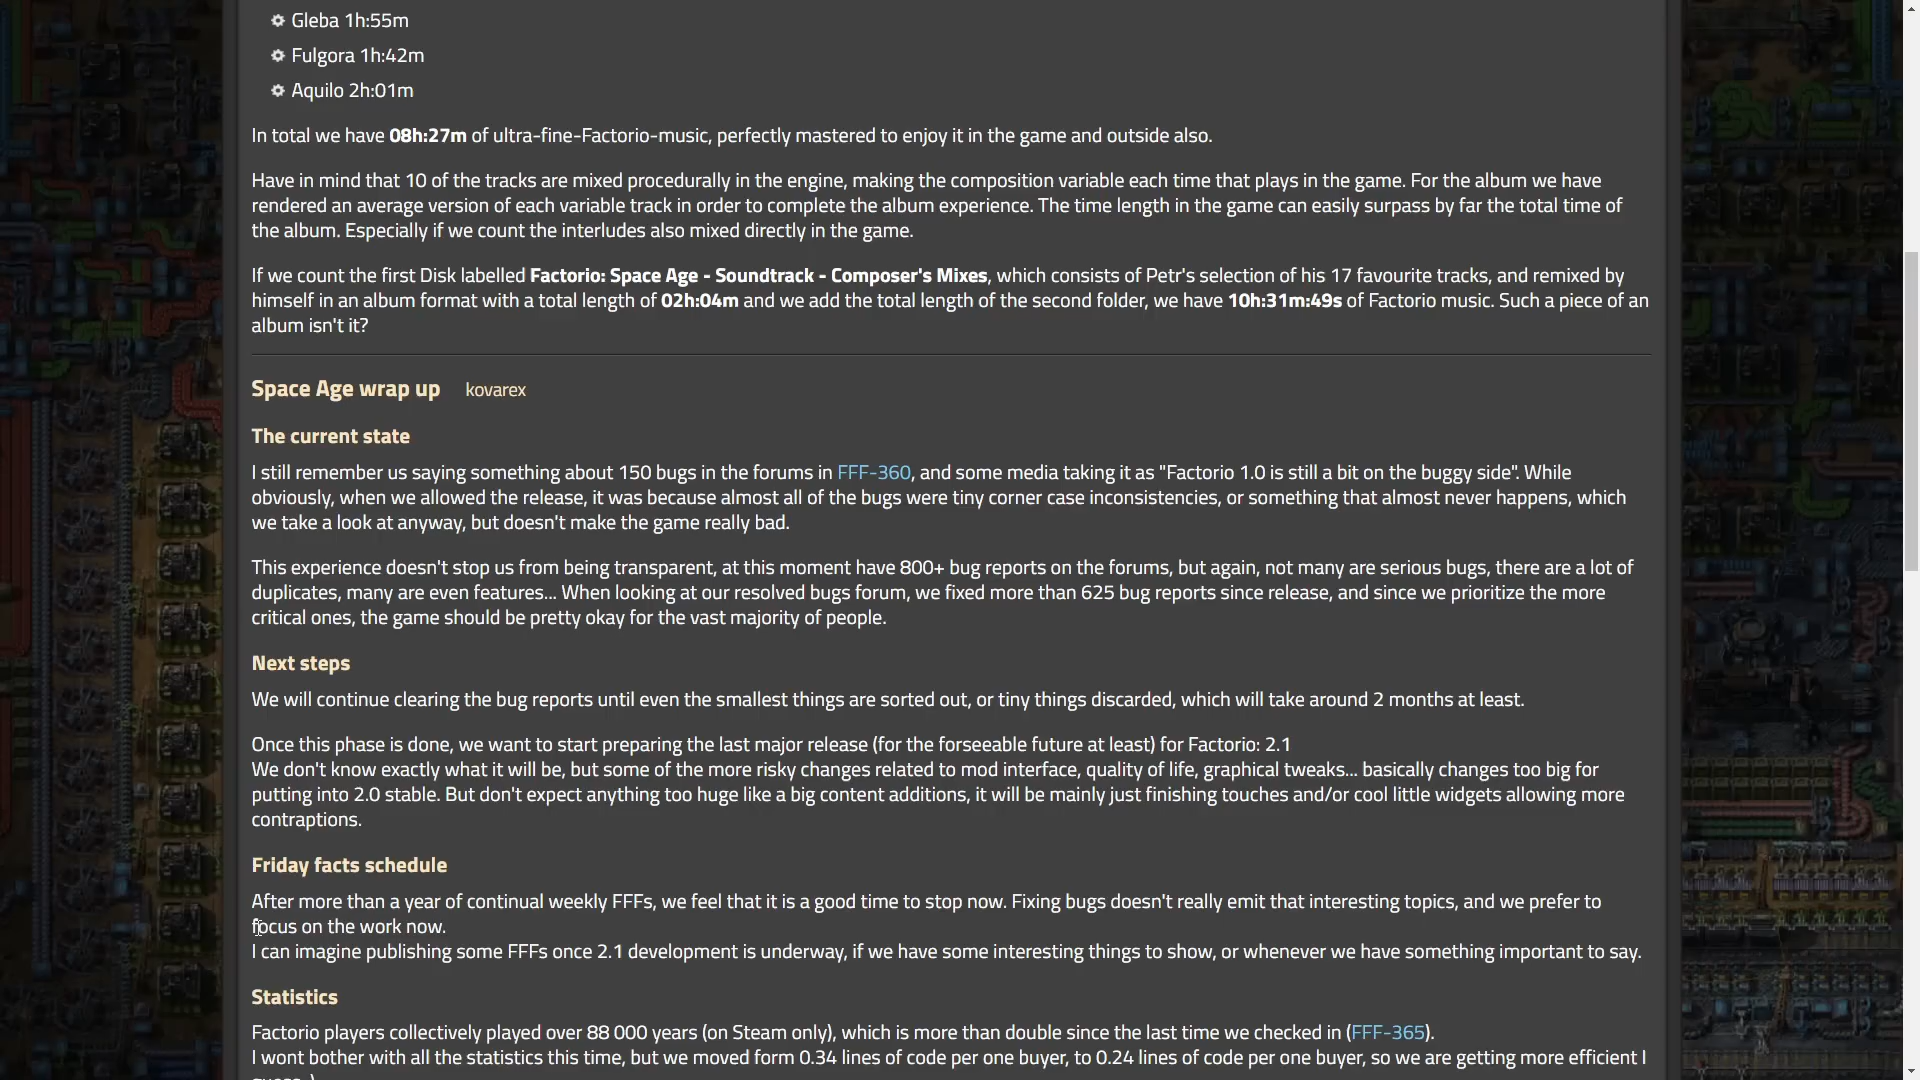 Gleba 1h:55m
Fulgora 1h:42m
Aquilo 2h:01m
In total we have 08h:27m of ultra-fine-Factorio-music, perfectly mastered to enjoy it in the game and outside also.
Have in mind that 10 of the tracks are mixed procedurally in the engine, making the composition variable each time that plays in the game. For the album we have
rendered an average version of each variable track in order to complete the album experience. The time length in the game can easily surpass by far the total time of
the album. Especially if we count the interludes also mixed directly in the game.
If we count the first Disk labelled Factorio: Space Age - Soundtrack - Composer's Mixes, which consists of Petr's selection of his 17 favourite tracks, and remixed by
himself in an album format with a total length of 02h:04m and we add the total length of the second folder, we have 10h:31m:49s of Factorio music. Such a piece of an
album isn't it?
Space Age wrap up kovarex
The current state
I still remember us saying something about 150 bugs in the forums in FFF-360, and some media taking it as "Factorio 1.0 is still a bit on the buggy side". While
obviously, when we allowed the release, it was because almost all of the bugs were tiny corner case inconsistencies, or something that almost never happens, which
we take a look at anyway, but doesn't make the game really bad.
This experience doesn't stop us from being transparent, at this moment have 800+ bug reports on the forums, but again, not many are serious bugs, there are a lot of
duplicates, many are even features... When looking at our resolved bugs forum, we fixed more than 625 bug reports since release, and since we prioritize the more
critical ones, the game should be pretty okay for the vast majority of people.
Next steps
We will continue clearing the bug reports until even the smallest things are sorted out, or tiny things discarded, which will take around 2 months at least.
Once this phase is done, we want to start preparing the last major release (for the forseeable future at least) for Factorio: 2.1
We don't know exactly what it will be, but some of the more risky changes related to mod interface, quality of life, graphical tweaks... basically changes too big for
putting into 2.0 stable. But don't expect anything too huge like a big content additions, it will be mainly just finishing touches and/or cool little widgets allowing more
contraptions.
Friday facts schedule
After more than a year of continual weekly FFFs, we feel that it is a good time to stop now. Fixing bugs doesn't really emit that interesting topics, and we prefer to
focus on the work now.
I can imagine publishing some FFFs once 2.1 development is underway, if we have some interesting things to show, or whenever we have something important to say.
Statistics
Factorio players collectively played over 88 000 years (on Steam only), which is more than double since the last time we checked in (FFF-365).
I wont bother with all the statistics this time, but we moved form 0.34 lines of code per one buyer, to 0.24 lines of code per one buyer, so we are getting more efficient I